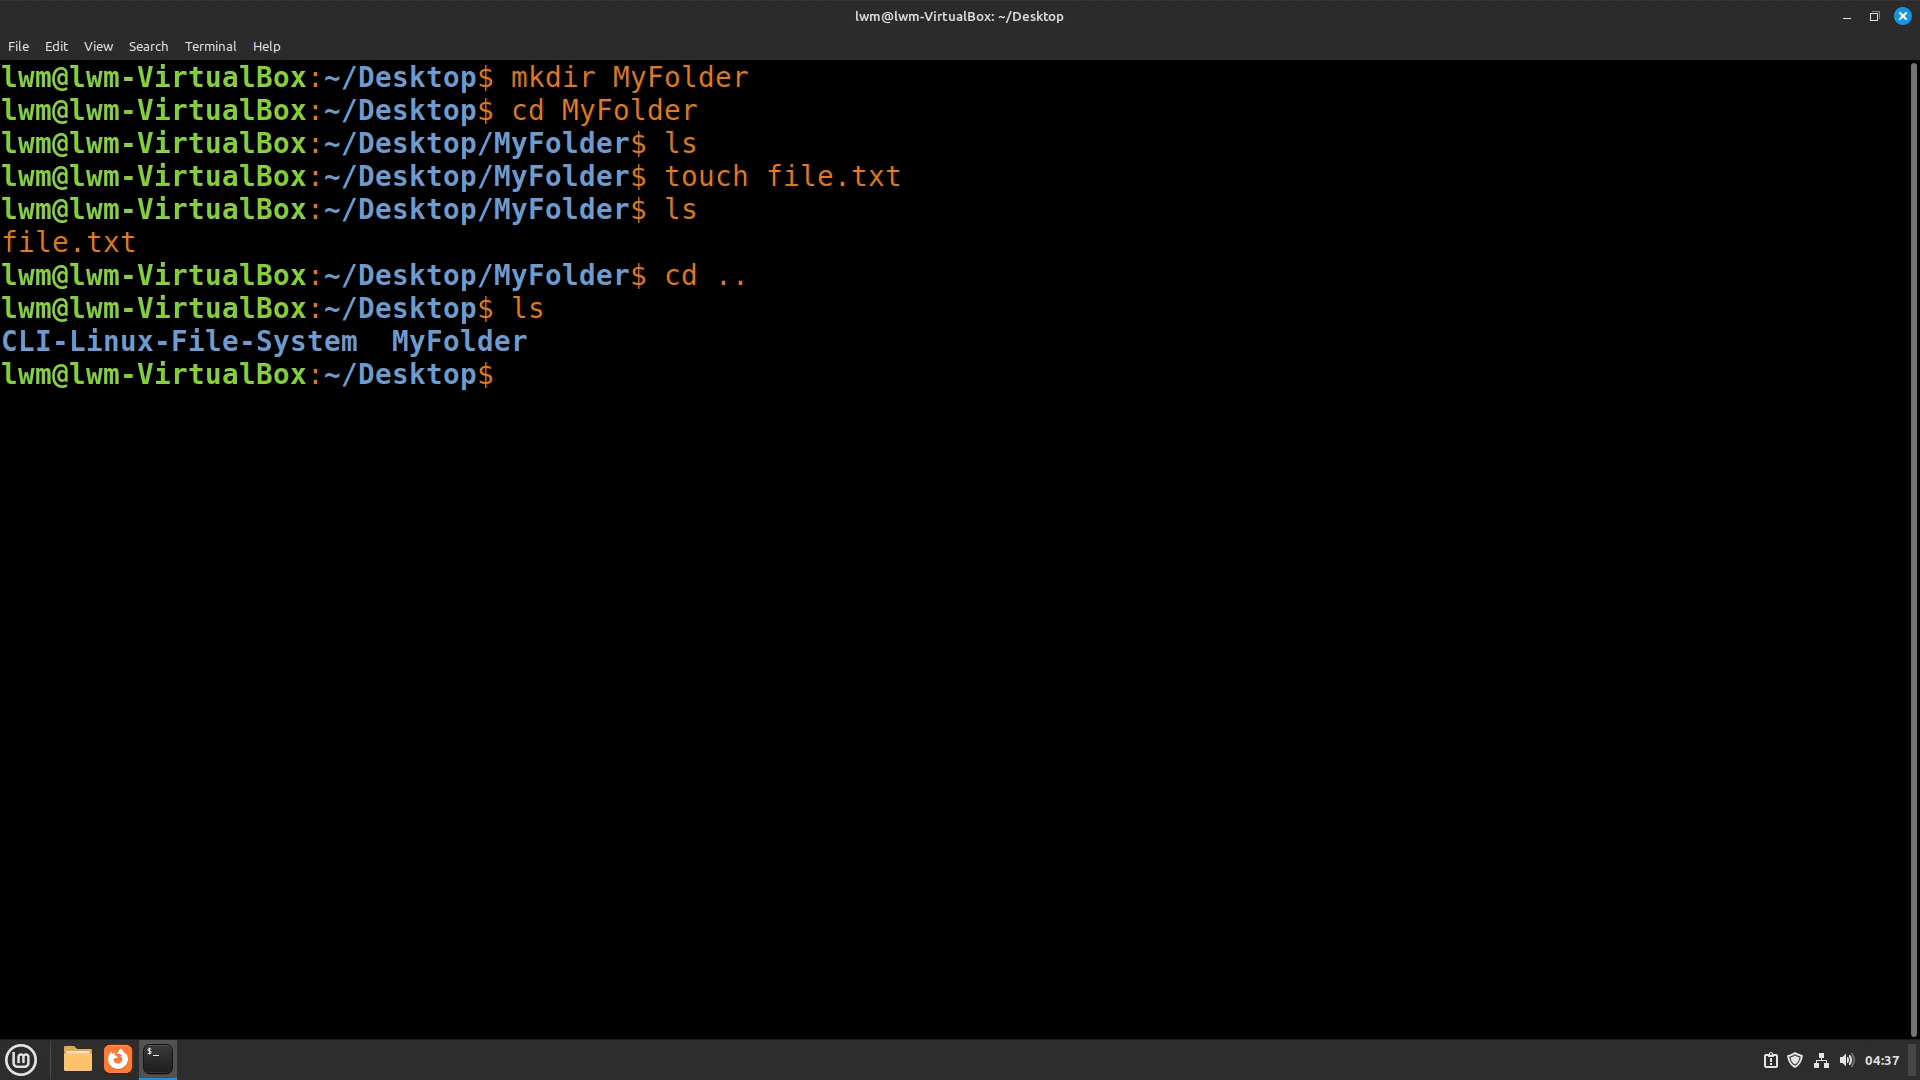 lwm@lwm-VirtualBox: ~/Desktop
File Edit View Search Terminal Help
lwm@lwm-VirtualBox:~/Desktop$ mkdir MyFolder
lwm@lwm-VirtualBox:~/Desktop$ cd MyFolder
lwm@lwm-VirtualBox:~/Desktop/MyFolder$ ls
lwm@lwm-VirtualBox:~/Desktop/MyFolder$ touch file.txt
lwm@lwm-VirtualBox:~/Desktop/MyFolder$ ls
file.txt
lwm@lwm-VirtualBox:~/Desktop/MyFolder$ cd ..
lwm@lwm-VirtualBox:~/Desktop$ ls
CLI-Linux-File-System  MyFolder
lwm@lwm-VirtualBox:~/Desktop$
04:37